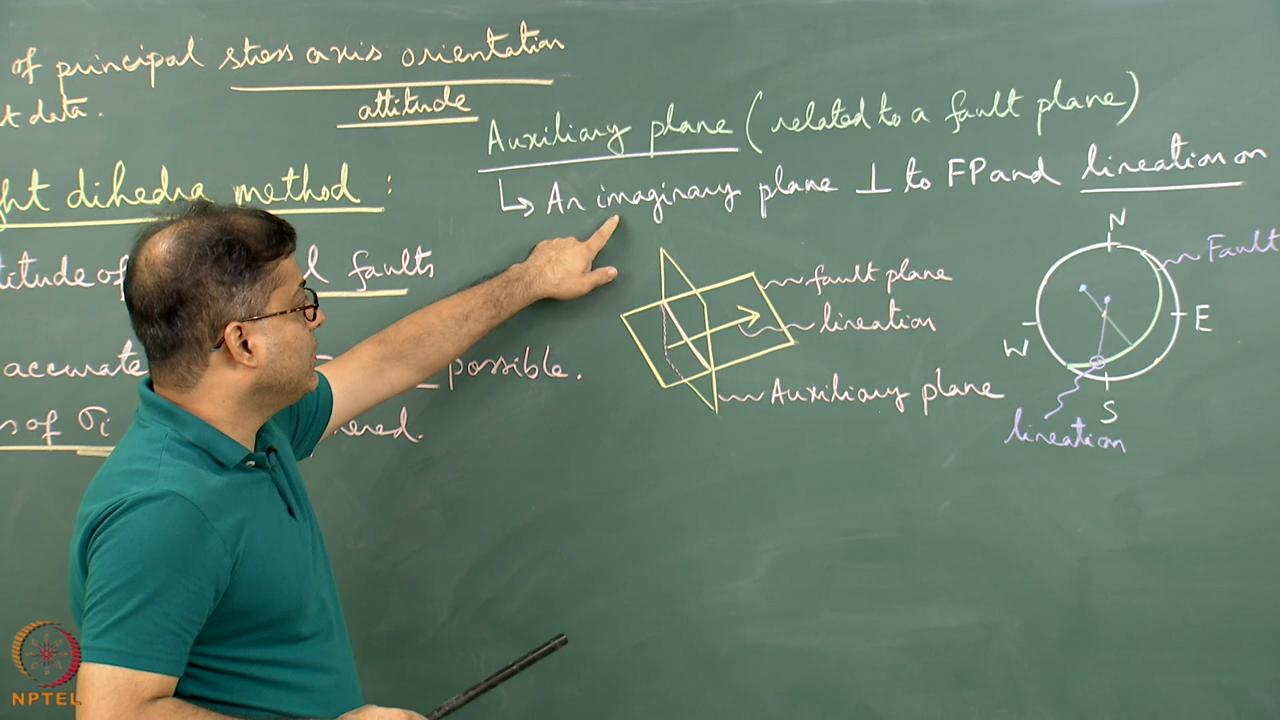 of principal stress axis orientation
t data.
attitude
ght dihedra method :
titude of l faults
accurate possible.
s of σi ered.
Auxiliary plane (related to a fault plane)
↳ An imaginary plane ⊥ to FP and lineation on
fault plane
lineation
Auxiliary plane
N
Fault
E
W
S
lineation
NPTEL